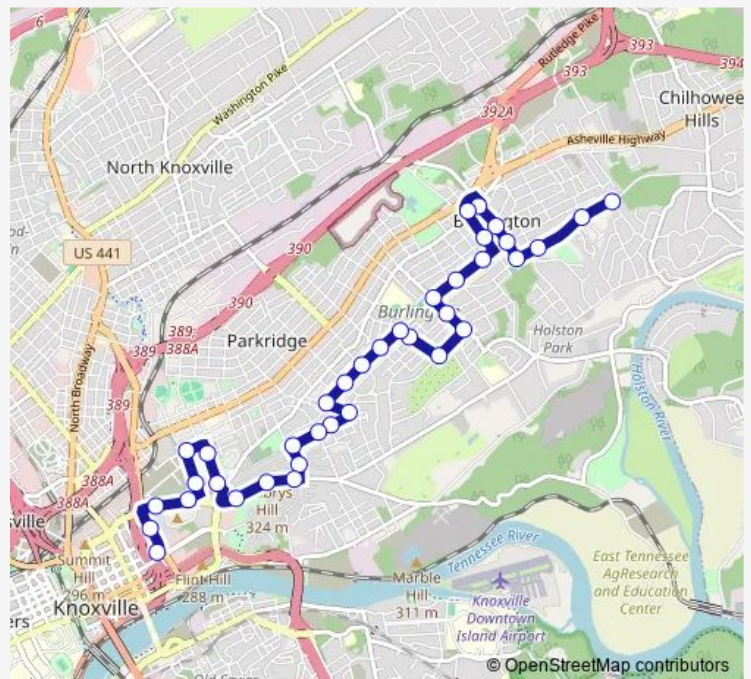 6
Rutledge Pike
393
393
394
Washington Pike
392A
Chilhowee
Hills
Asheville Highway
North Knoxville
US 441
390
390
Holston
Park
Parkridge
389;
388A
389
North Broadway
Holston River
389
388A
388A
Hill
324 m
Summit
Hill
296 m
Flint Hill
288 m
Knoxville
Tennessee River
Marble
Hill
311 m
Knoxville
Downtown
Island Airport
East Tennessee
AgResearch
and Education
Center
© OpenStreetMap contributors